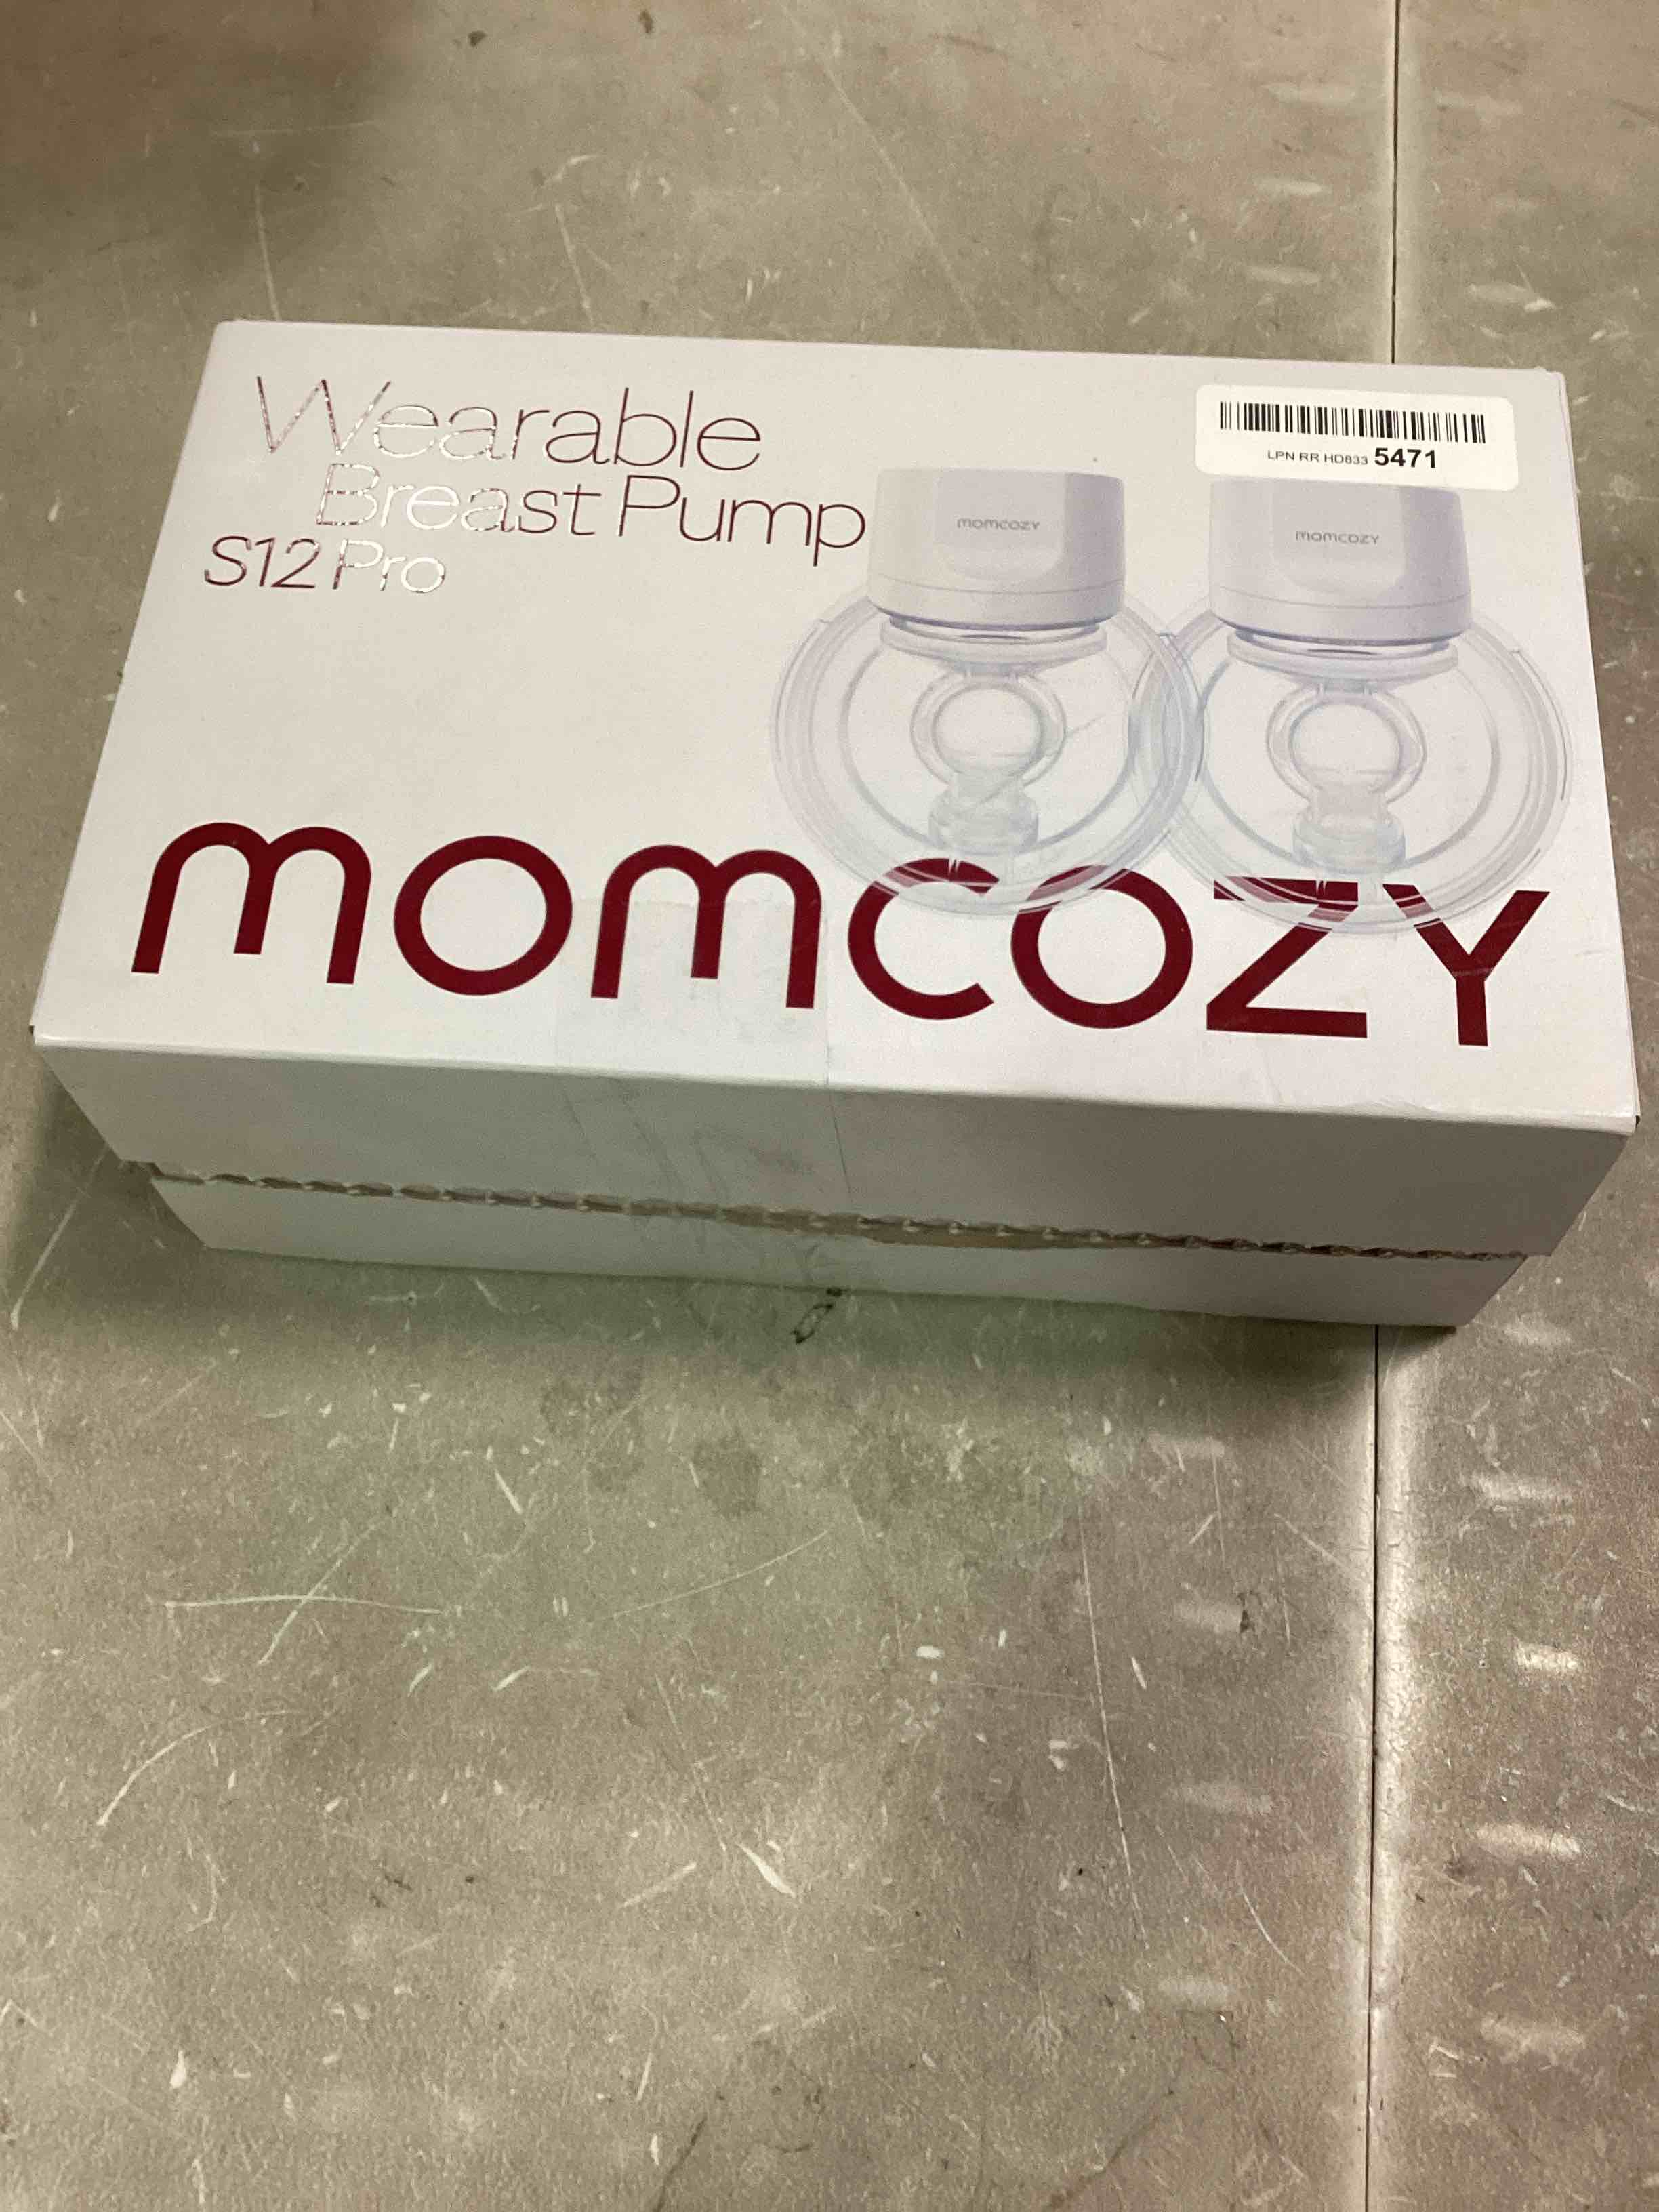 Wearable
Breast Pump
S12 Pro
LPN RR HD833 5471
momcozy
momcozy
momcozy